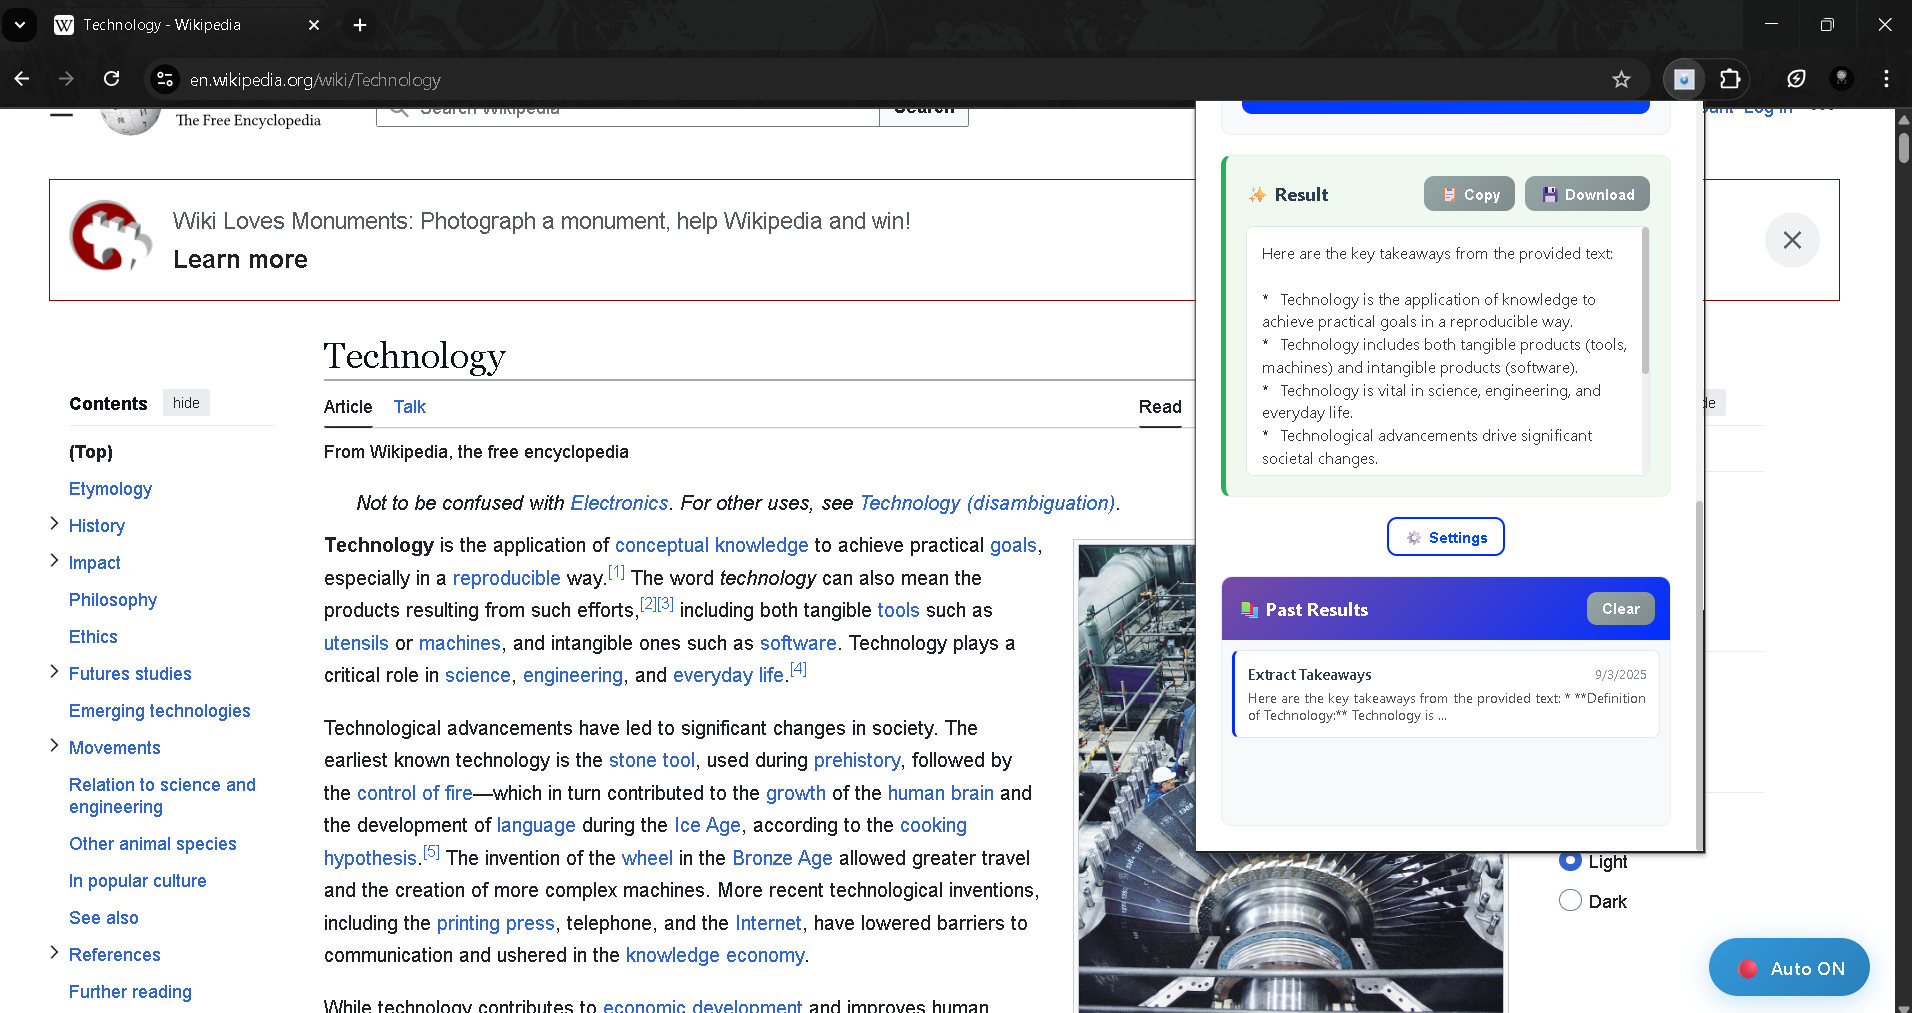 Technology - Wikipedia
en.wikipedia.org/wiki/Technology
The Free Encyclopedia
Search Wikipedia
Search
Log in
Wiki Loves Monuments: Photograph a monument, help Wikipedia and win!
Learn more
Technology
Contents
hide
Article
Talk
Read
(Top)
Etymology
History
Impact
Philosophy
Ethics
Futures studies
Emerging technologies
Movements
Relation to science and
engineering
Other animal species
In popular culture
See also
References
Further reading
From Wikipedia, the free encyclopedia
Not to be confused with Electronics. For other uses, see Technology (disambiguation).
Technology is the application of conceptual knowledge to achieve practical goals,
especially in a reproducible way.[1] The word technology can also mean the
products resulting from such efforts,[2][3] including both tangible tools such as
utensils or machines, and intangible ones such as software. Technology plays a
critical role in science, engineering, and everyday life.[4]
Technological advancements have led to significant changes in society. The
earliest known technology is the stone tool, used during prehistory, followed by
the control of fire—which in turn contributed to the growth of the human brain and
the development of language during the Ice Age, according to the cooking
hypothesis.[5] The invention of the wheel in the Bronze Age allowed greater travel
and the creation of more complex machines. More recent technological inventions,
including the printing press, telephone, and the Internet, have lowered barriers to
communication and ushered in the knowledge economy.
While technology contributes to economic development and improves human
✨ Result
Copy
Download
Here are the key takeaways from the provided text:
* Technology is the application of knowledge to
achieve practical goals in a reproducible way.
* Technology includes both tangible products (tools,
machines) and intangible products (software).
* Technology is vital in science, engineering, and
everyday life.
* Technological advancements drive significant
societal changes.
Settings
Past Results
Clear
Extract Takeaways
9/3/2025
Here are the key takeaways from the provided text: * **Definition
of Technology:** Technology is ...
Light
Dark
Auto ON